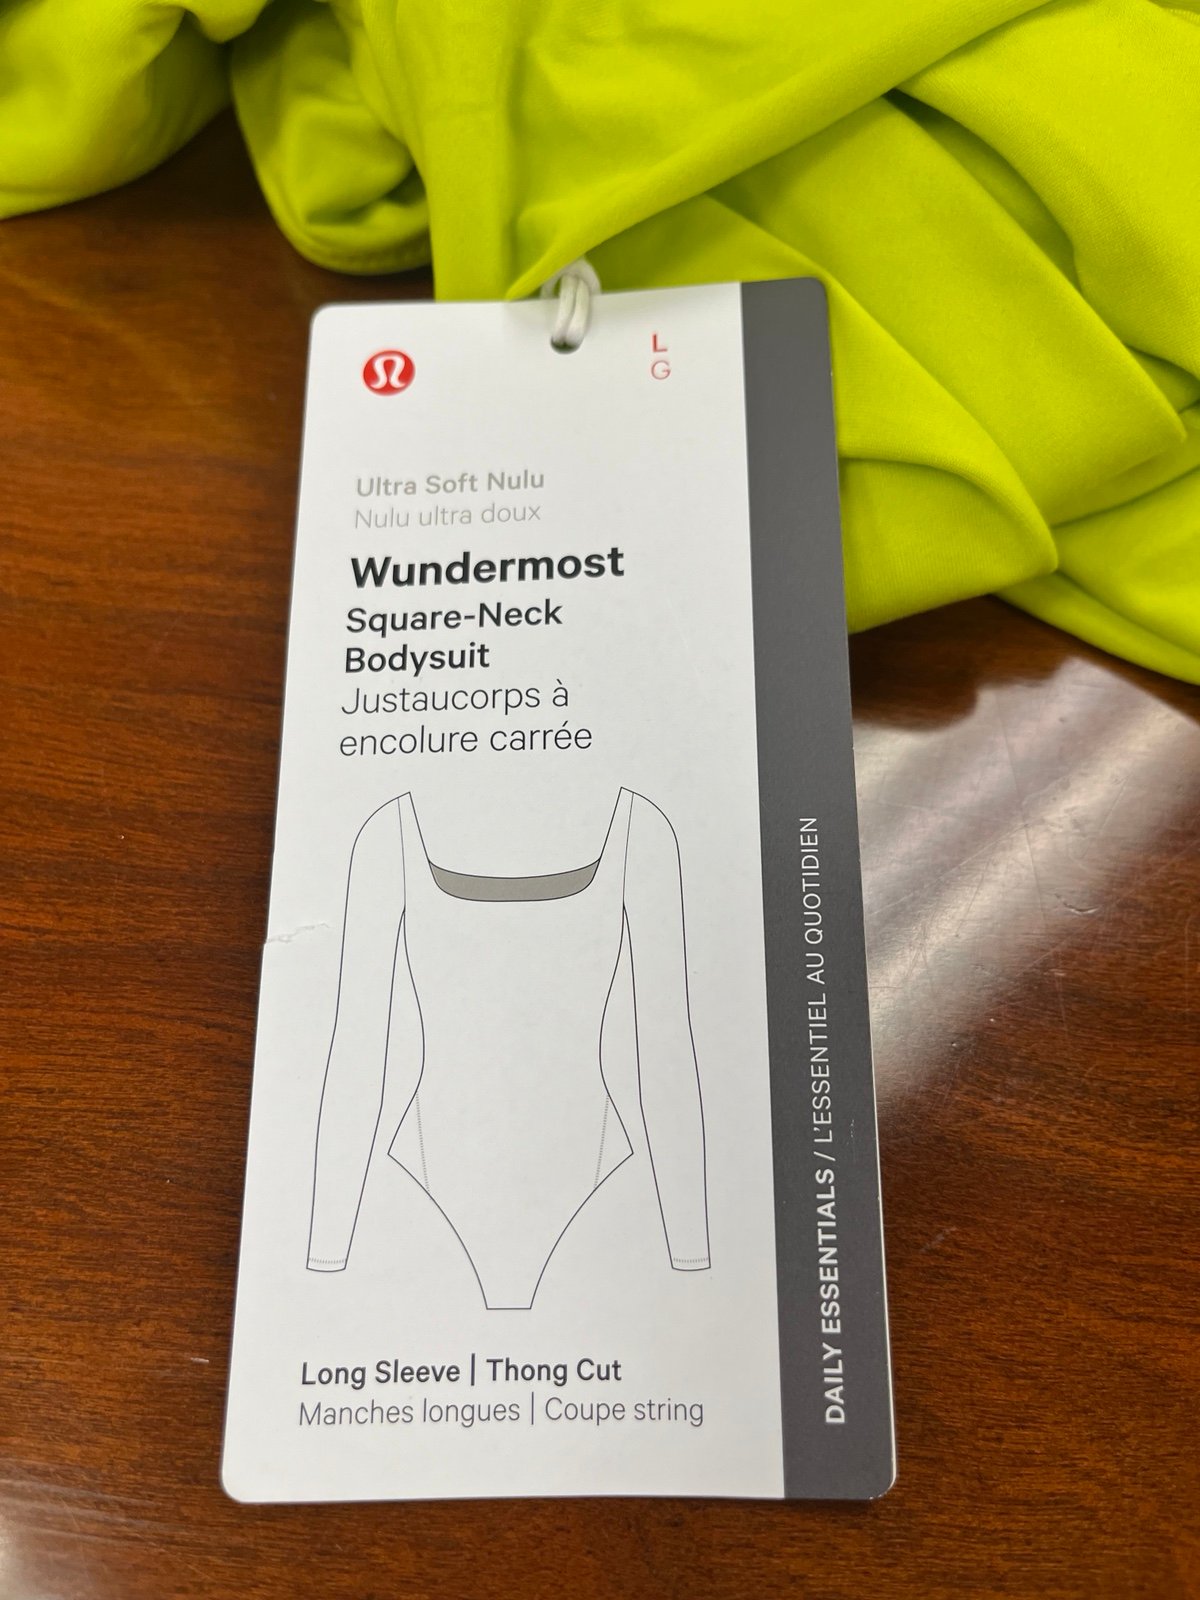 L
G
Ultra Soft Nulu
Nulu ultra doux
Wundermost
Square-Neck
Bodysuit
Justaucorps à
encolure carrée
Long Sleeve | Thong Cut
Manches longues | Coupe string
DAILY ESSENTIALS / L'ESSENTIEL AU QUOTIDIEN